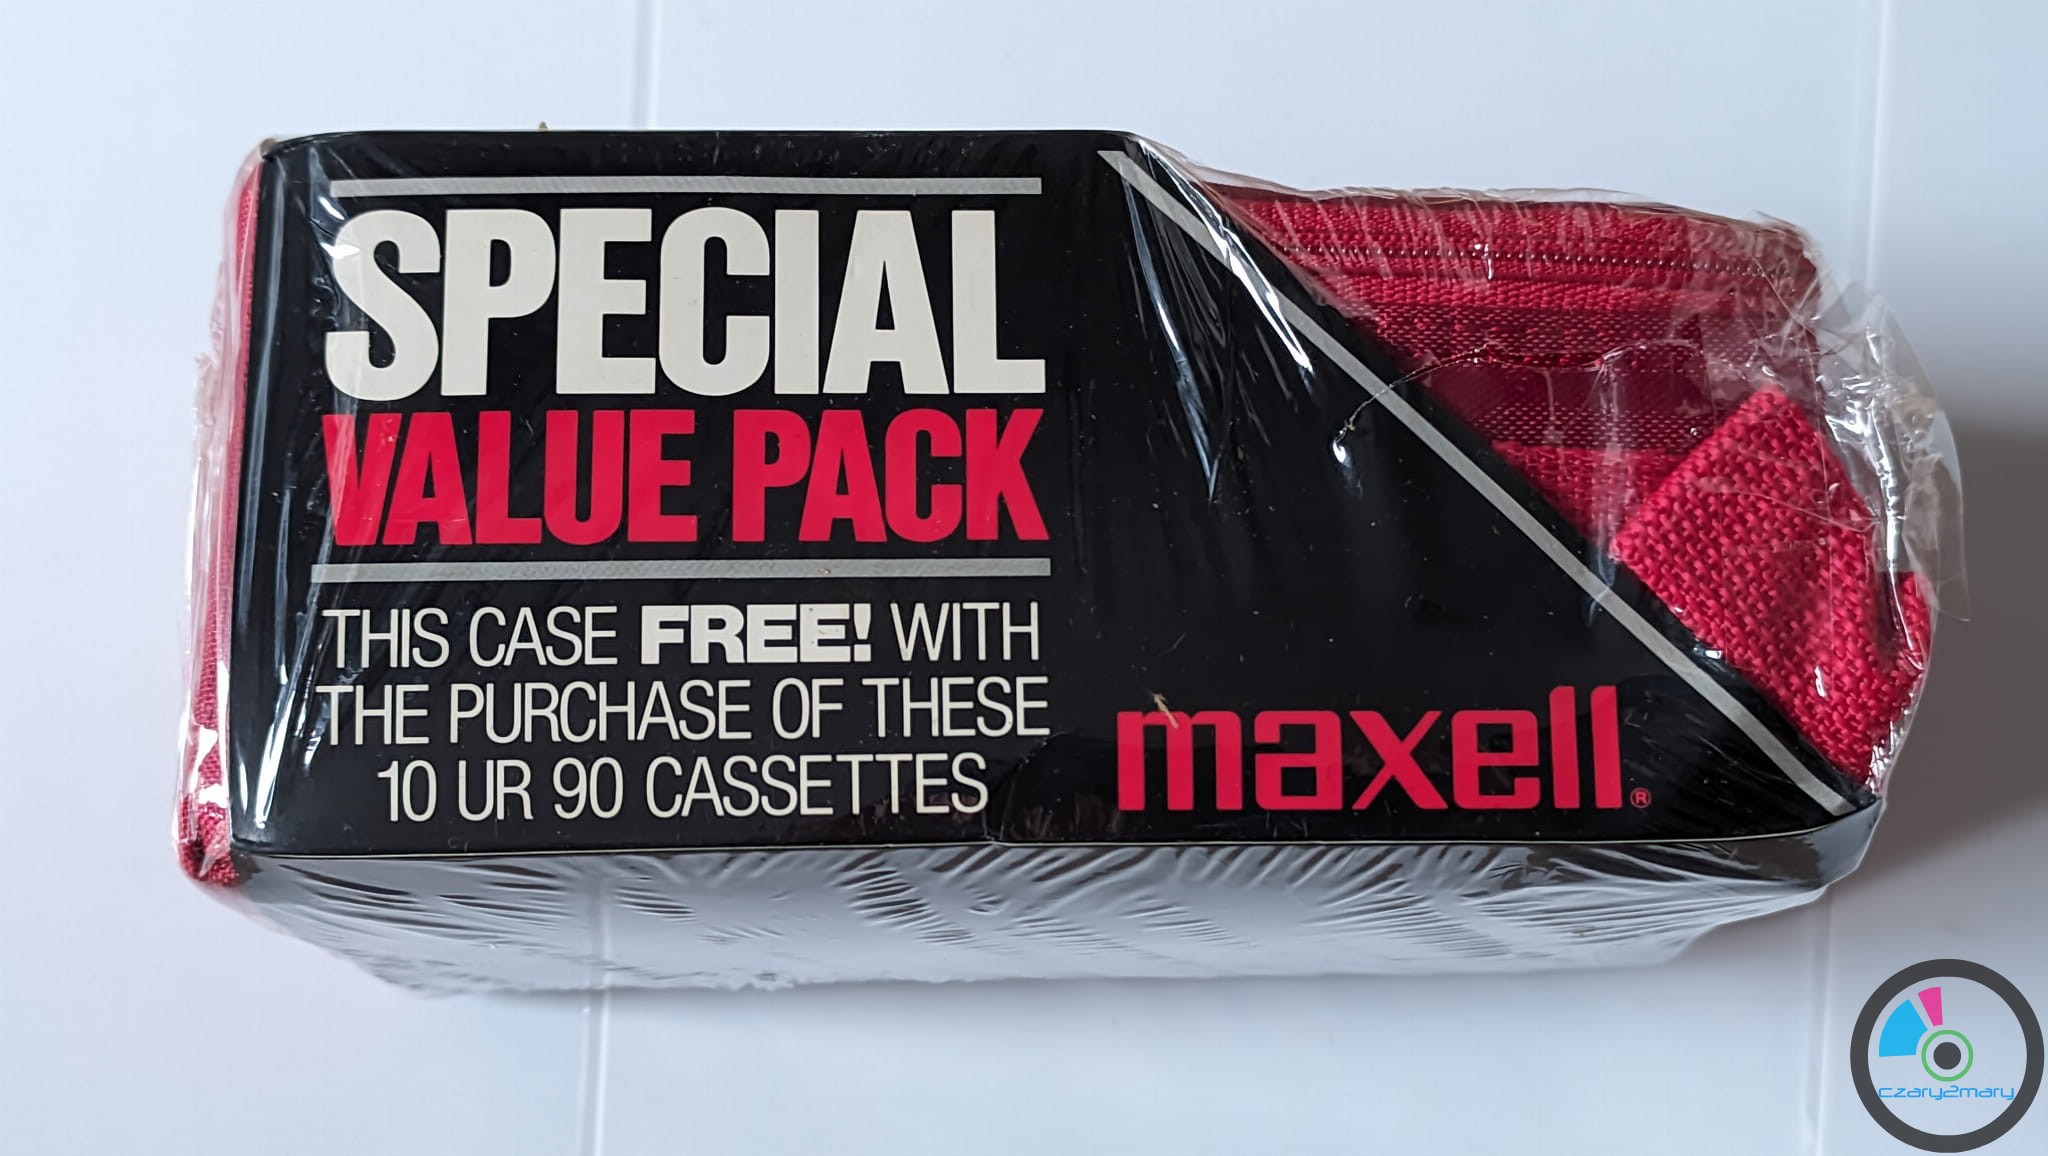 SPECIAL
VALUE PACK
THIS CASE FREE! WITH
THE PURCHASE OF THESE
10 UR 90 CASSETTES
maxell®
czary2mary